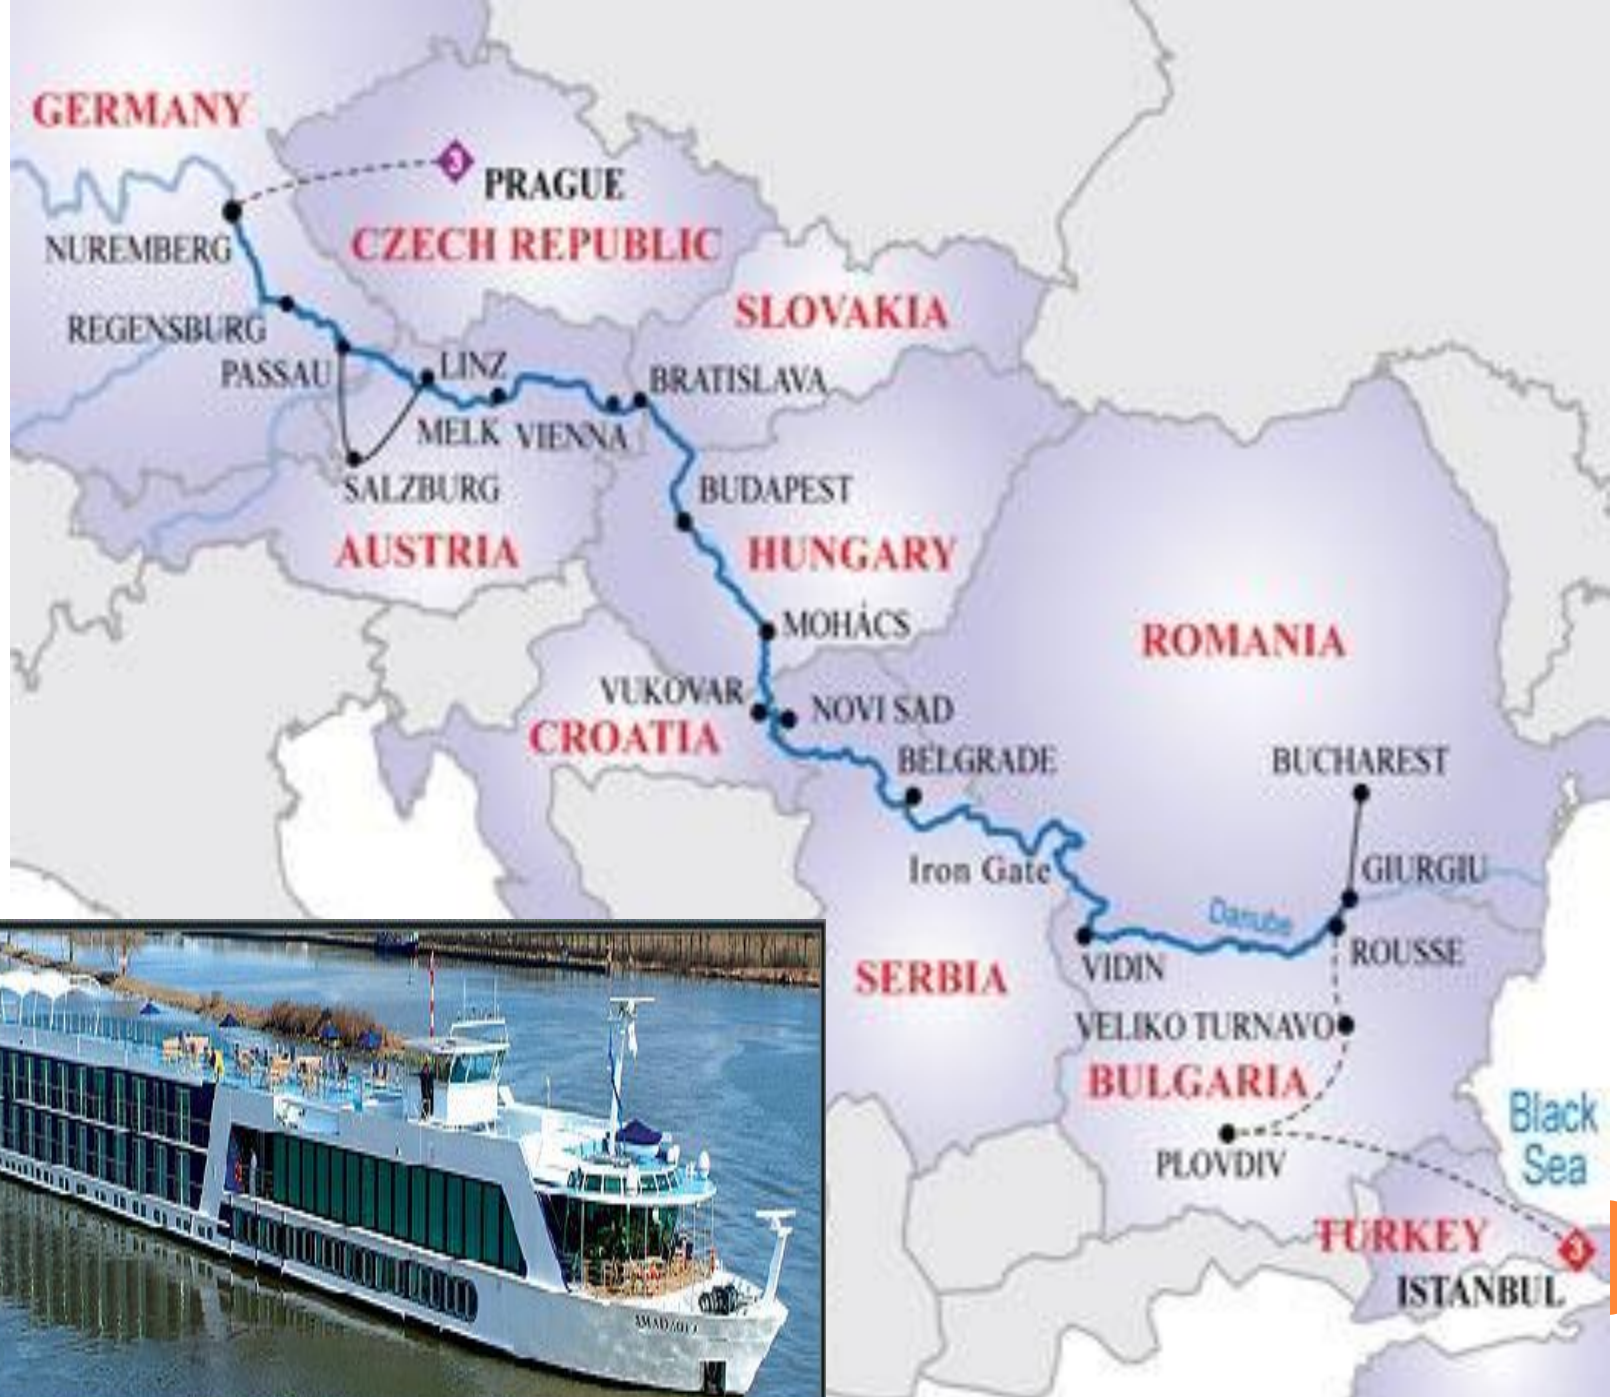 GERMANY
3
PRAGUE
CZECH REPUBLIC
NUREMBERG
SLOVAKIA
REGENSBURG
PASSAU
LINZ
BRATISLAVA
MELK
VIENNA
SALZBURG
BUDAPEST
AUSTRIA
HUNGARY
MOHÁCS
ROMANIA
VUKOVAR
NOVI SAD
CROATIA
BELGRADE
BUCHAREST
Iron Gate
GIURGIU
Danube
ROUSSE
VIDIN
SERBIA
VELIKO TURNAVO
BULGARIA
Black
Sea
PLOVDIV
TURKEY
3
ISTANBUL